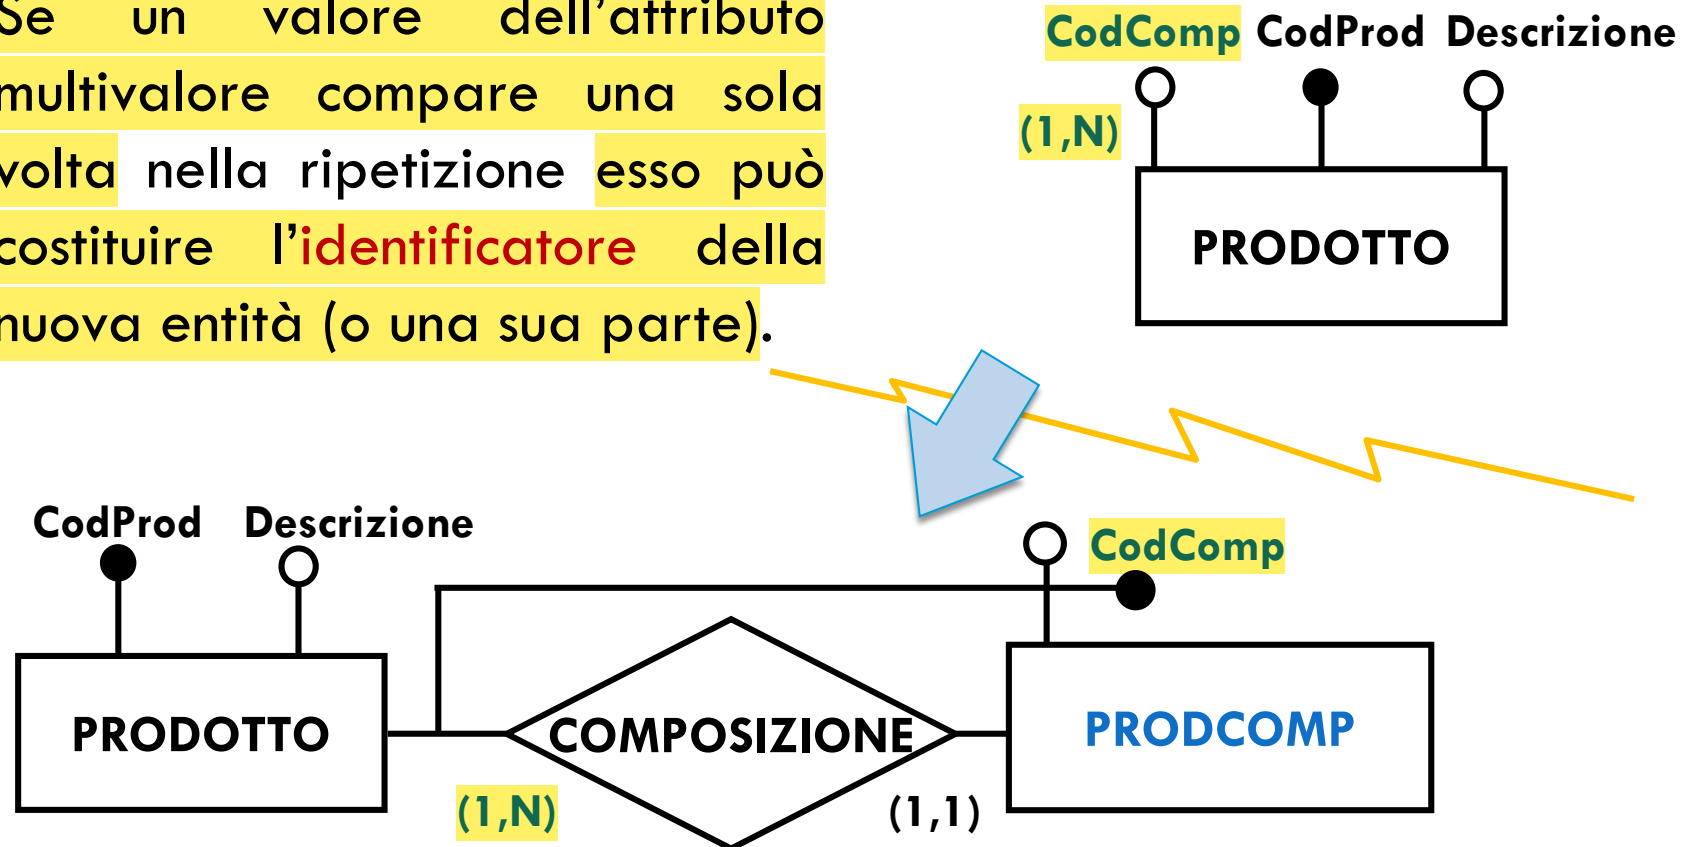 Se un valore dell'attributo
multivalore compare una sola
volta nella ripetizione esso può
costituire l'identificatore della
nuova entità (o una sua parte).
CodComp CodProd Descrizione
(1,N)
PRODOTTO
CodProd Descrizione
CodComp
PRODOTTO
COMPOSIZIONE
PRODCOMP
(1,N)
(1,1)